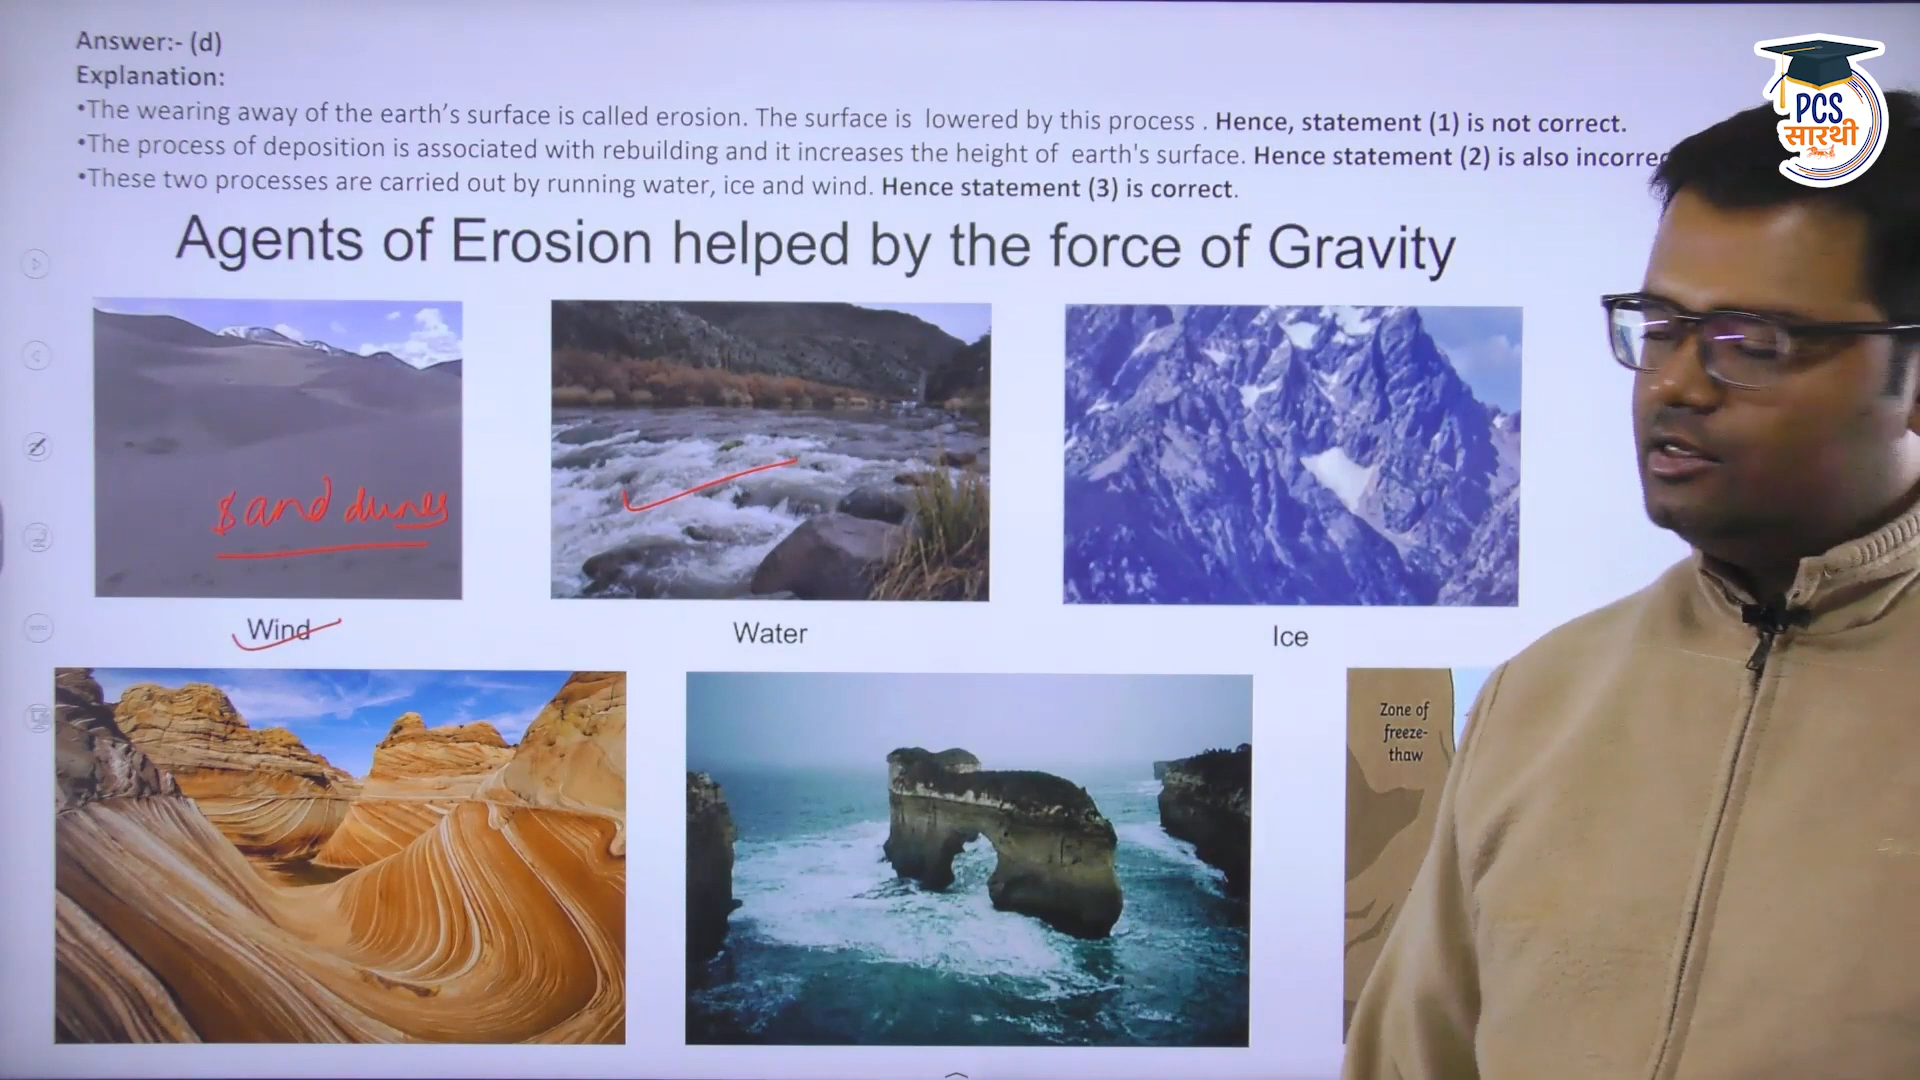 Answer:- (d)
Explanation:
•The wearing away of the earth's surface is called erosion. The surface is lowered by this process . Hence, statement (1) is not correct.
•The process of deposition is associated with rebuilding and it increases the height of earth's surface. Hence statement (2) is also
•These two processes are carried out by running water, ice and wind. Hence statement (3) is correct.
PCS
सारथी
Agents of Erosion helped by the force of Gravity
Sand dunes
Wind
Water
Ice
Zone of
freeze-
thaw